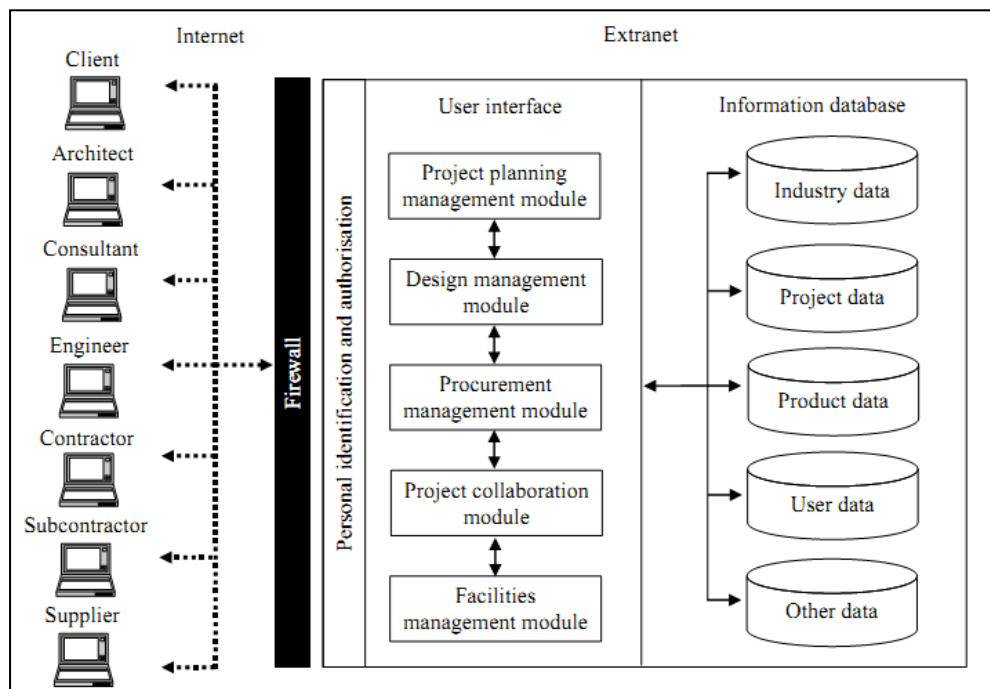 Internet
Extranet
Client
Architect
Consultant
Engineer
Contractor
Subcontractor
Supplier
Firewall
Personal identification and authorisation
User interface
Project planning
management module
Design management
module
Procurement
management module
Project collaboration
module
Facilities
management module
Information database
Industry data
Project data
Product data
User data
Other data